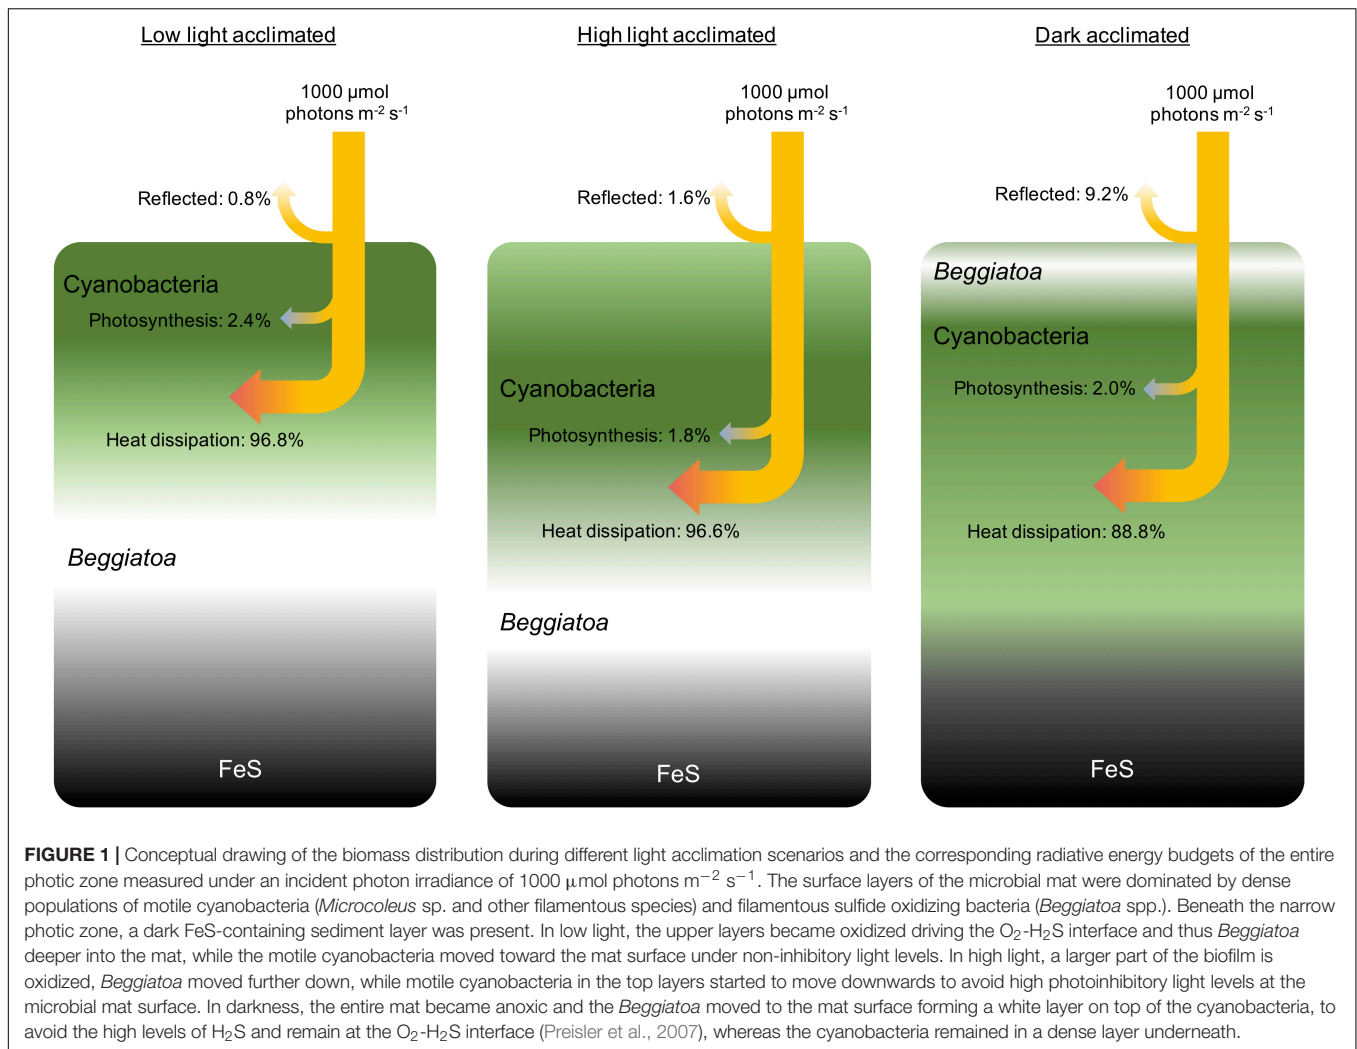 Low light acclimated
1000 µmol
photons m⁻² s⁻¹
Reflected: 0.8%
Cyanobacteria
Photosynthesis: 2.4%
Heat dissipation: 96.8%
Beggiatoa
FeS
High light acclimated
1000 µmol
photons m⁻² s⁻¹
Reflected: 1.6%
Cyanobacteria
Photosynthesis: 1.8%
Heat dissipation: 96.6%
Beggiatoa
FeS
Dark acclimated
1000 µmol
photons m⁻² s⁻¹
Reflected: 9.2%
Beggiatoa
Cyanobacteria
Photosynthesis: 2.0%
Heat dissipation: 88.8%
FeS
FIGURE 1 | Conceptual drawing of the biomass distribution during different light acclimation scenarios and the corresponding radiative energy budgets of the entire
photic zone measured under an incident photon irradiance of 1000 μmol photons m⁻² s⁻¹. The surface layers of the microbial mat were dominated by dense
populations of motile cyanobacteria (Microcoleus sp. and other filamentous species) and filamentous sulfide oxidizing bacteria (Beggiatoa spp.). Beneath the narrow
photic zone, a dark FeS-containing sediment layer was present. In low light, the upper layers became oxidized driving the O₂-H₂S interface and thus Beggiatoa
deeper into the mat, while the motile cyanobacteria moved toward the mat surface under non-inhibitory light levels. In high light, a larger part of the biofilm is
oxidized, Beggiatoa moved further down, while motile cyanobacteria in the top layers started to move downwards to avoid high photoinhibitory light levels at the
microbial mat surface. In darkness, the entire mat became anoxic and the Beggiatoa moved to the mat surface forming a white layer on top of the cyanobacteria, to
avoid the high levels of H₂S and remain at the O₂-H₂S interface (Preisler et al., 2007), whereas the cyanobacteria remained in a dense layer underneath.